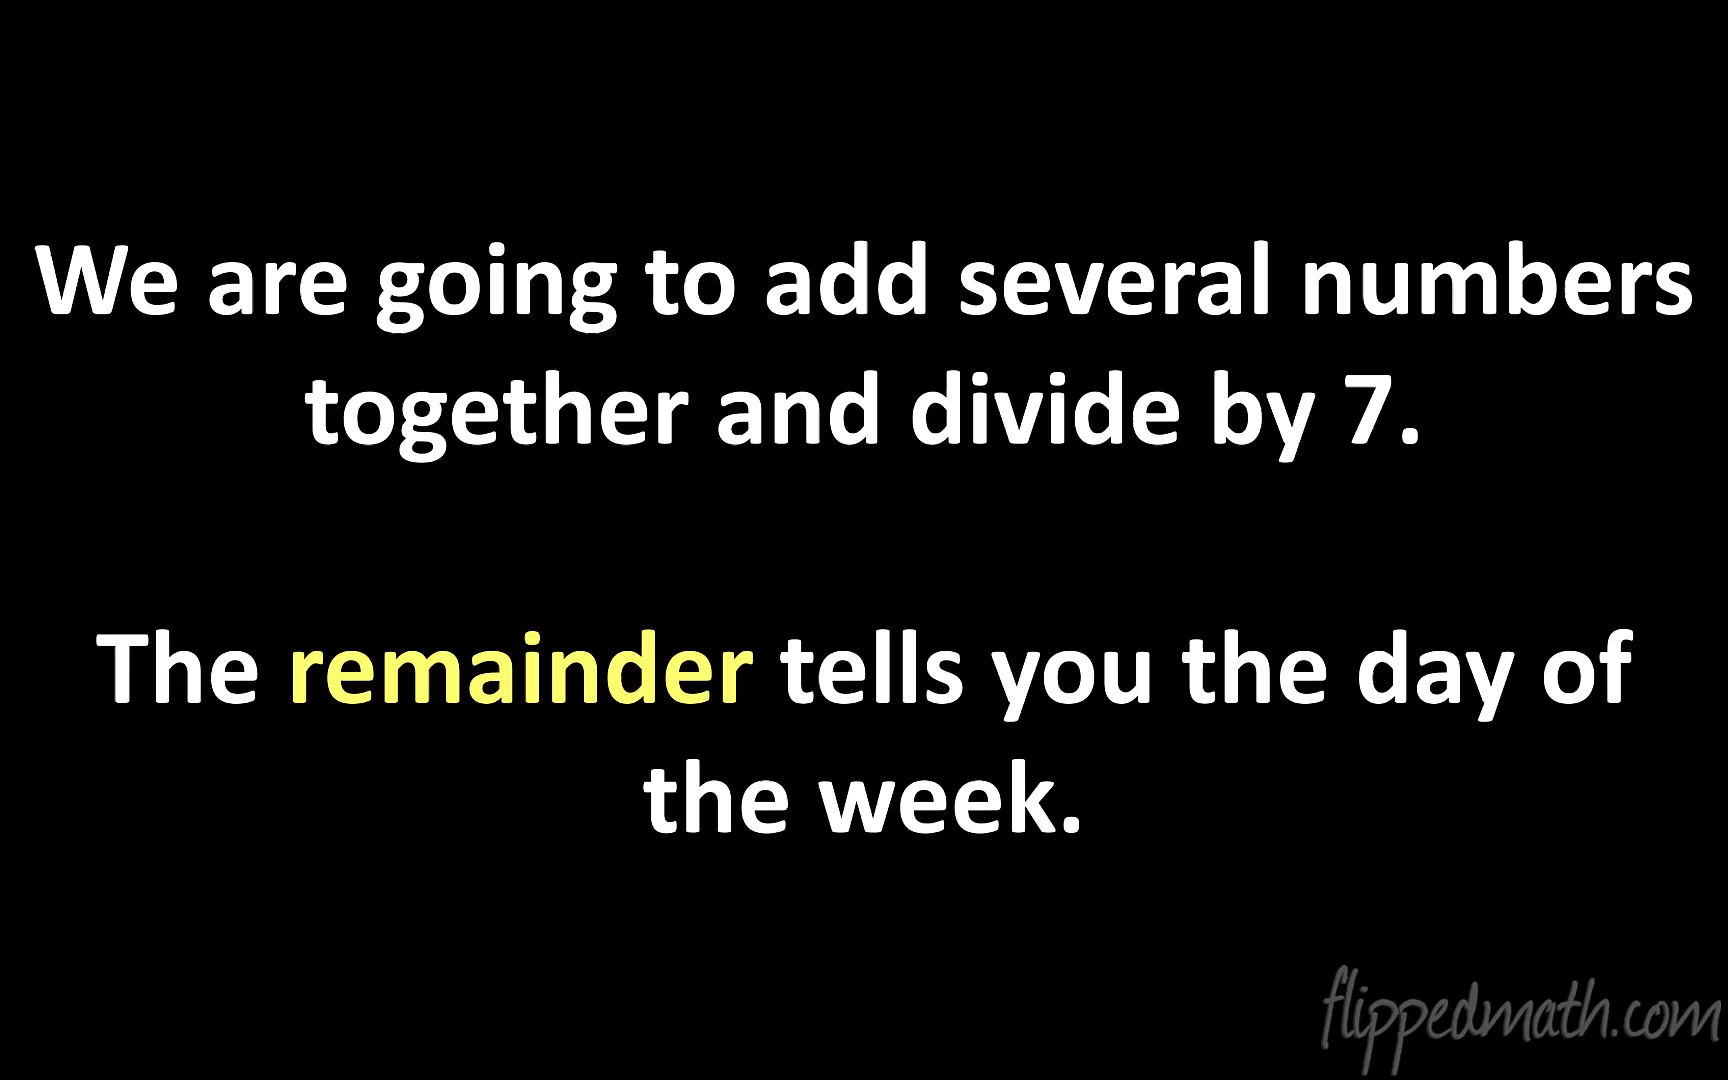 We are going to add several numbers
together and divide by 7.
The remainder tells you the day of
the week.
flippedmath.com